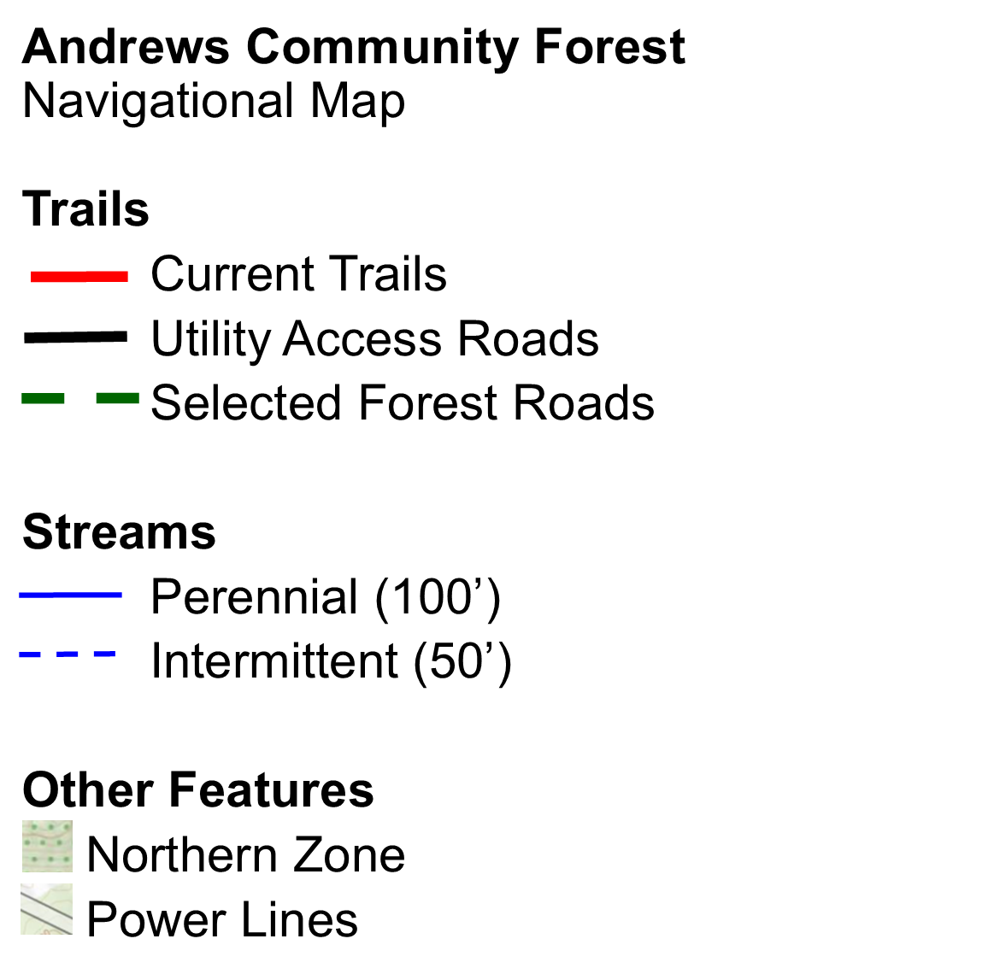 Andrews Community Forest
Navigational Map
Trails
Current Trails
Utility Access Roads
Selected Forest Roads
Streams
Perennial (100’)
Intermittent (50’)
Other Features
Northern Zone
Power Lines